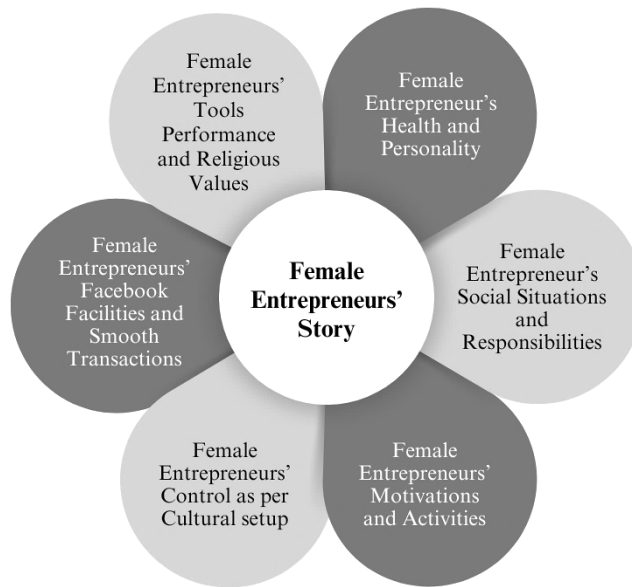 Female
Entrepreneurs’
Tools
Performance
and Religious
Values
Female
Entrepreneur’s
Health and
Personality
Female
Entrepreneur’s
Social Situations
and
Responsibilities
Female
Entrepreneurs’
Motivations
and Activities
Female
Entrepreneurs’
Control as per
Cultural setup
Female
Entrepreneurs’
Facebook
Facilities and
Smooth
Transactions
Female
Entrepreneurs’
Story